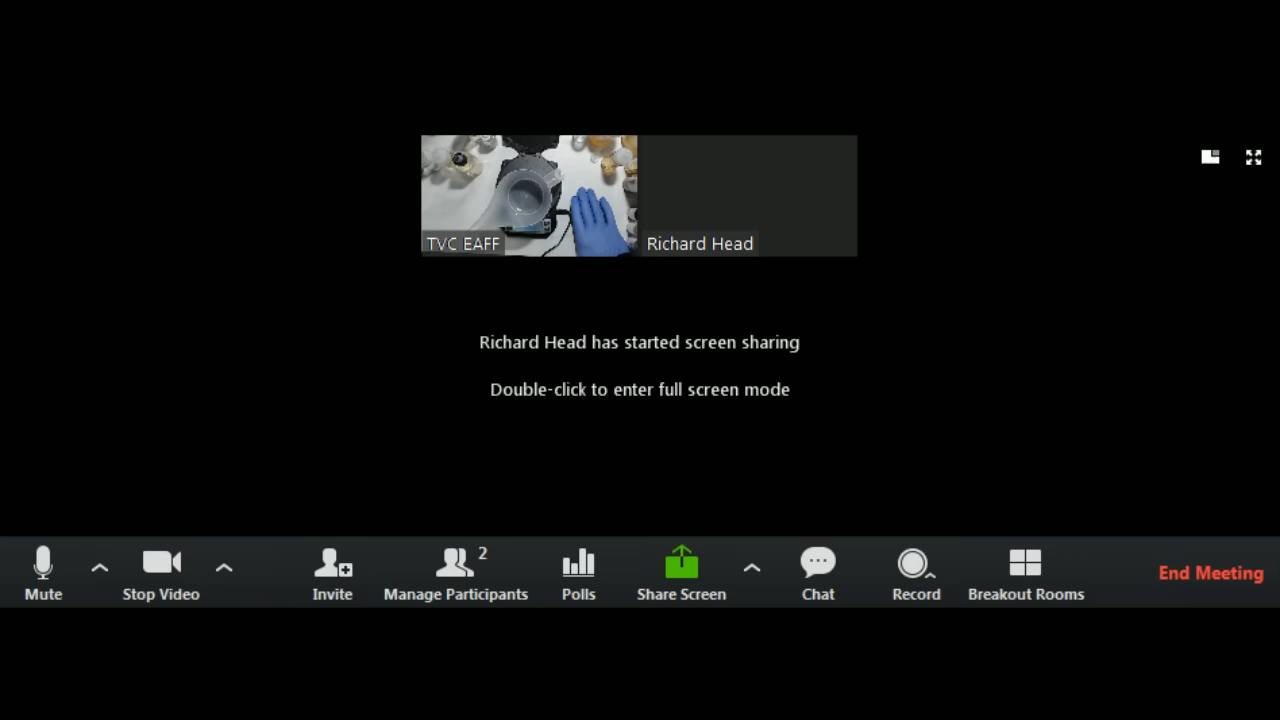 TVC EAFF
Richard Head
Richard Head has started screen sharing
Double-click to enter full screen mode
2
Mute
Stop Video
Invite
Manage Participants
Polls
Share Screen
Chat
Record
Breakout Rooms
End Meeting